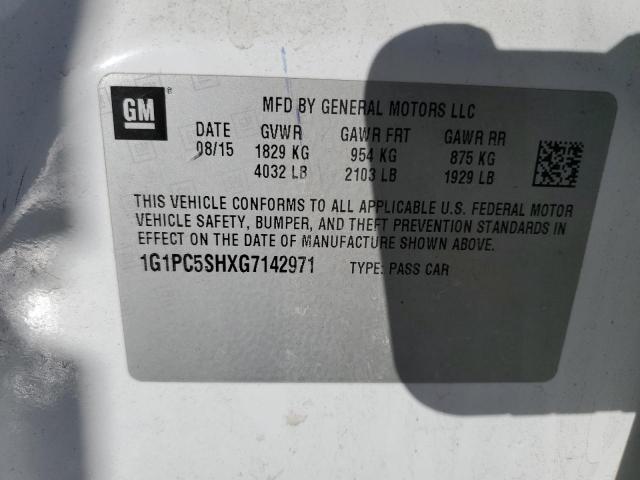 GM ®
MFD BY GENERAL MOTORS LLC
DATE GVWR GAWR FRT GAWR RR
08/15 1829 KG 954 KG 875 KG
4032 LB 2103 LB 1929 LB
THIS VEHICLE CONFORMS TO ALL APPLICABLE U.S. FEDERAL MOTOR
VEHICLE SAFETY, BUMPER, AND THEFT PREVENTION STANDARDS IN
EFFECT ON THE DATE OF MANUFACTURE SHOWN ABOVE.
1G1PC5SHXG7142971 TYPE: PASS CAR